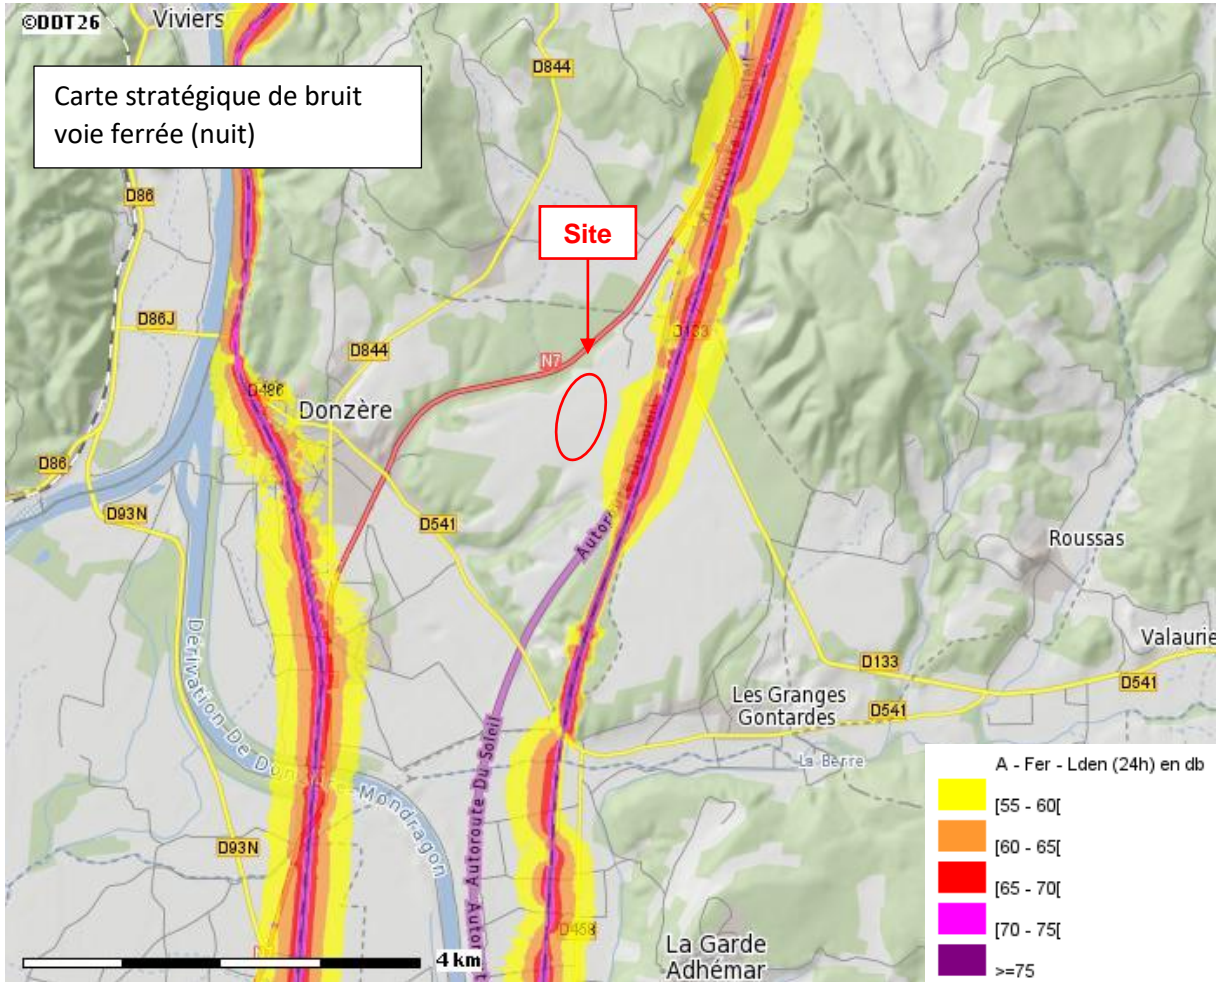 ©DDT26
Viviers
Carte stratégique de bruit
voie ferrée (nuit)
D844
D86
Autoroute Du Soleil
Site
D86J
D133
D844
N7
D486
Donzère
Autoroute Du Soleil
D86
D93N
D541
Roussas
Valaurie
D133
D541
Les Granges
Gontardes
D541
La Berre
Dérivation De Donzère - Mondragon
Autoroute Du Soleil
D93N
D458
La Garde
Adhémar
4 km
A - Fer - Lden (24h) en db
[55 - 60[
[60 - 65[
[65 - 70[
[70 - 75[
>=75